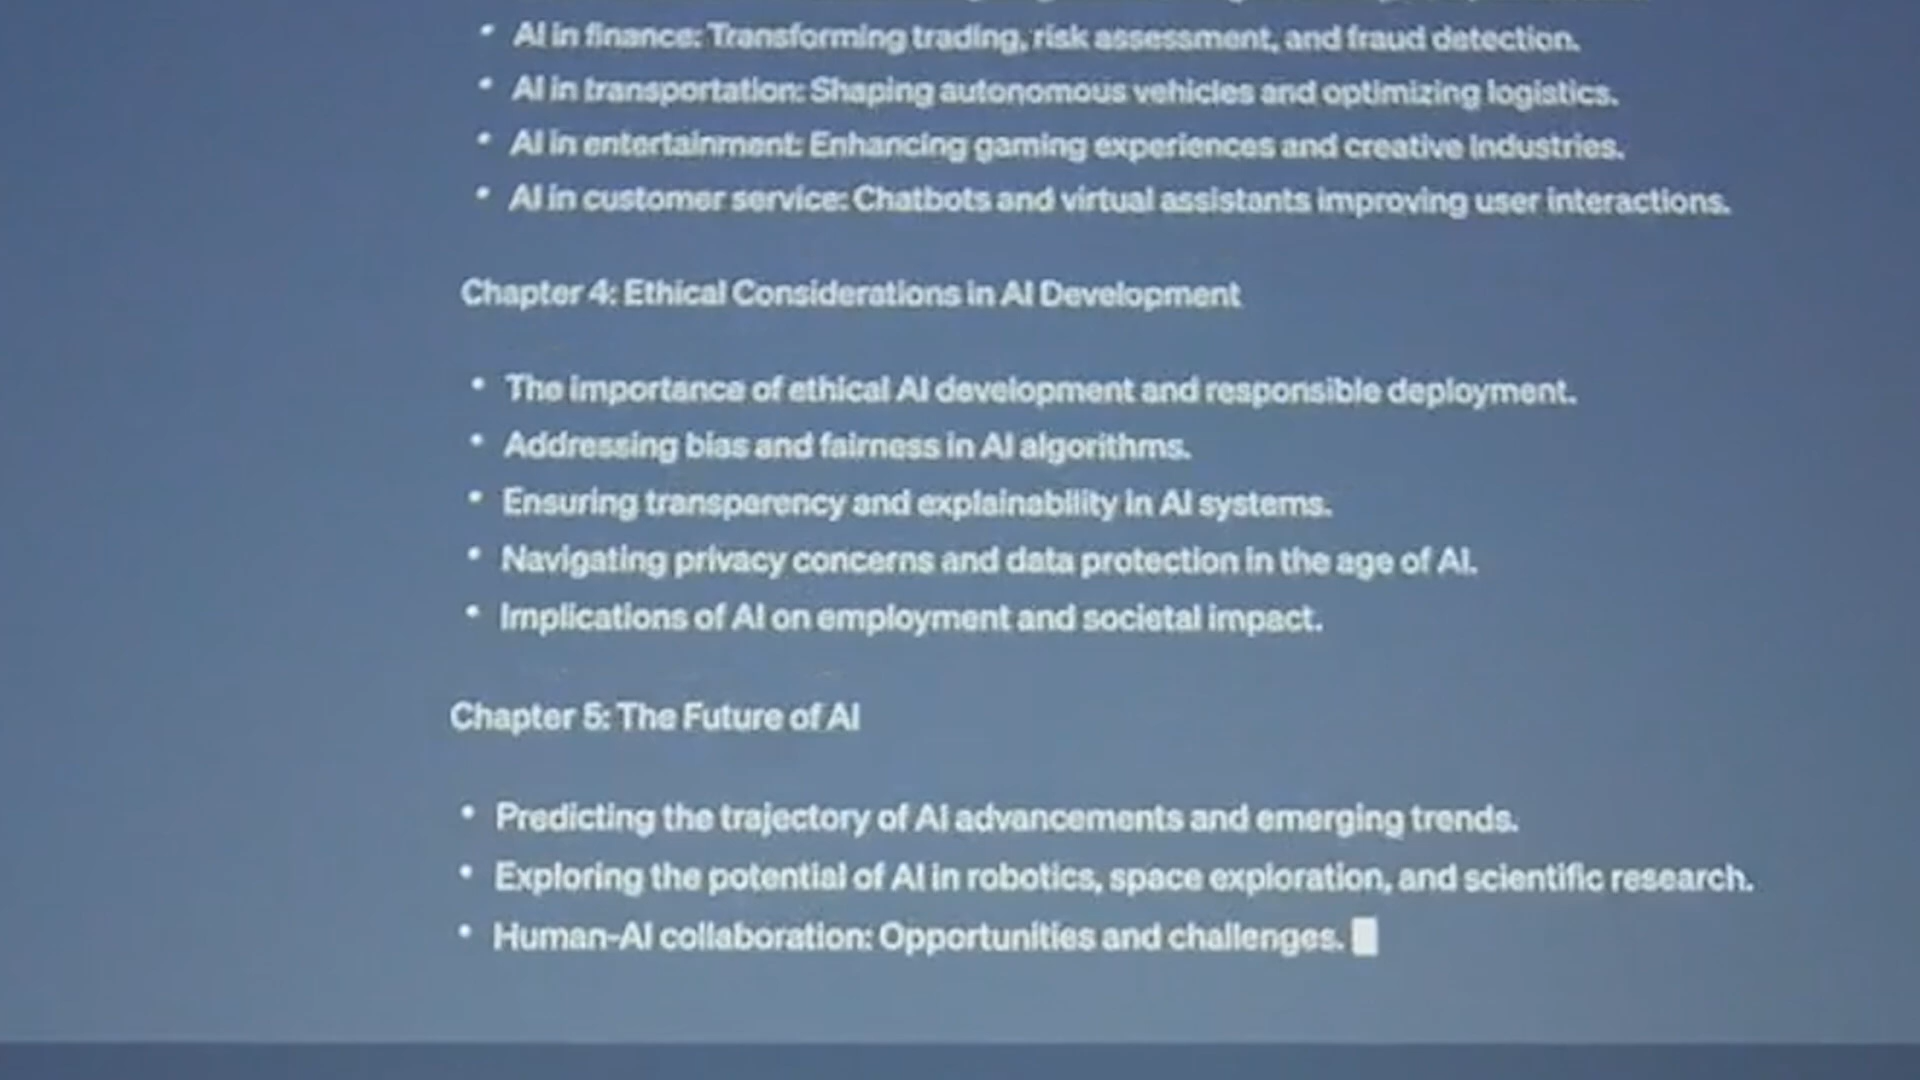 • AI in finance: Transforming trading, risk assessment, and fraud detection.
• AI in transportation: Shaping autonomous vehicles and optimizing logistics.
• AI in entertainment: Enhancing gaming experiences and creative industries.
• AI in customer service: Chatbots and virtual assistants improving user interactions.
Chapter 4: Ethical Considerations in AI Development
• The importance of ethical AI development and responsible deployment.
• Addressing bias and fairness in AI algorithms.
• Ensuring transparency and explainability in AI systems.
• Navigating privacy concerns and data protection in the age of AI.
• Implications of AI on employment and societal impact.
Chapter 5: The Future of AI
• Predicting the trajectory of AI advancements and emerging trends.
• Exploring the potential of AI in robotics, space exploration, and scientific research.
• Human-AI collaboration: Opportunities and challenges.